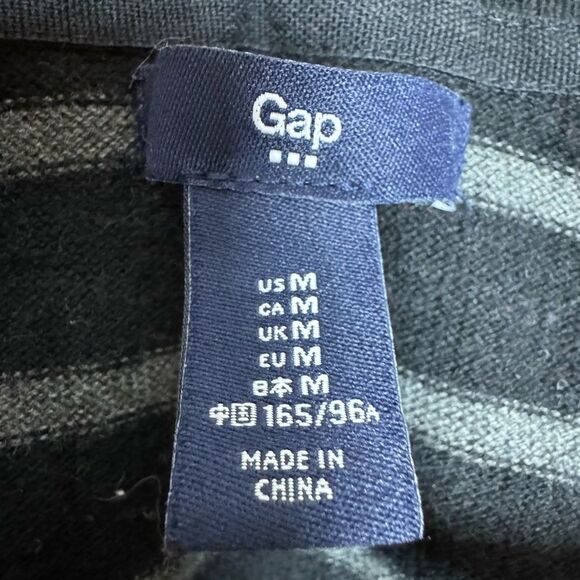 Gap
US M
CA M
UK M
EU M
日本 M
中国 165/96A
MADE IN
CHINA